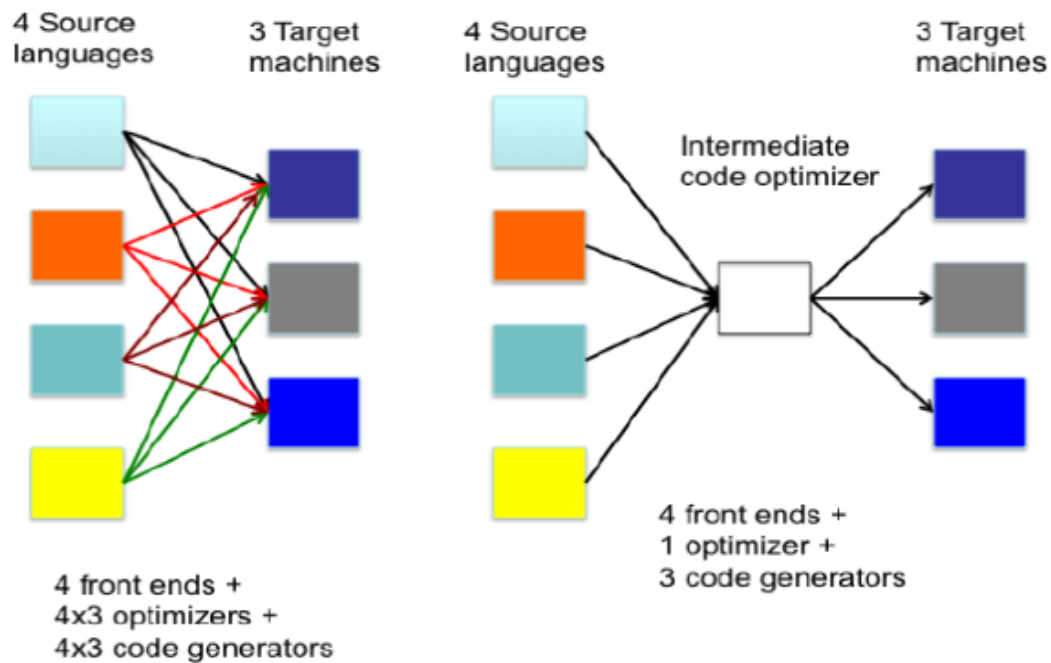 4 Source
languages
3 Target
machines
4 front ends +
4x3 optimizers +
4x3 code generators
4 Source
languages
Intermediate
code optimizer
3 Target
machines
4 front ends +
1 optimizer +
3 code generators